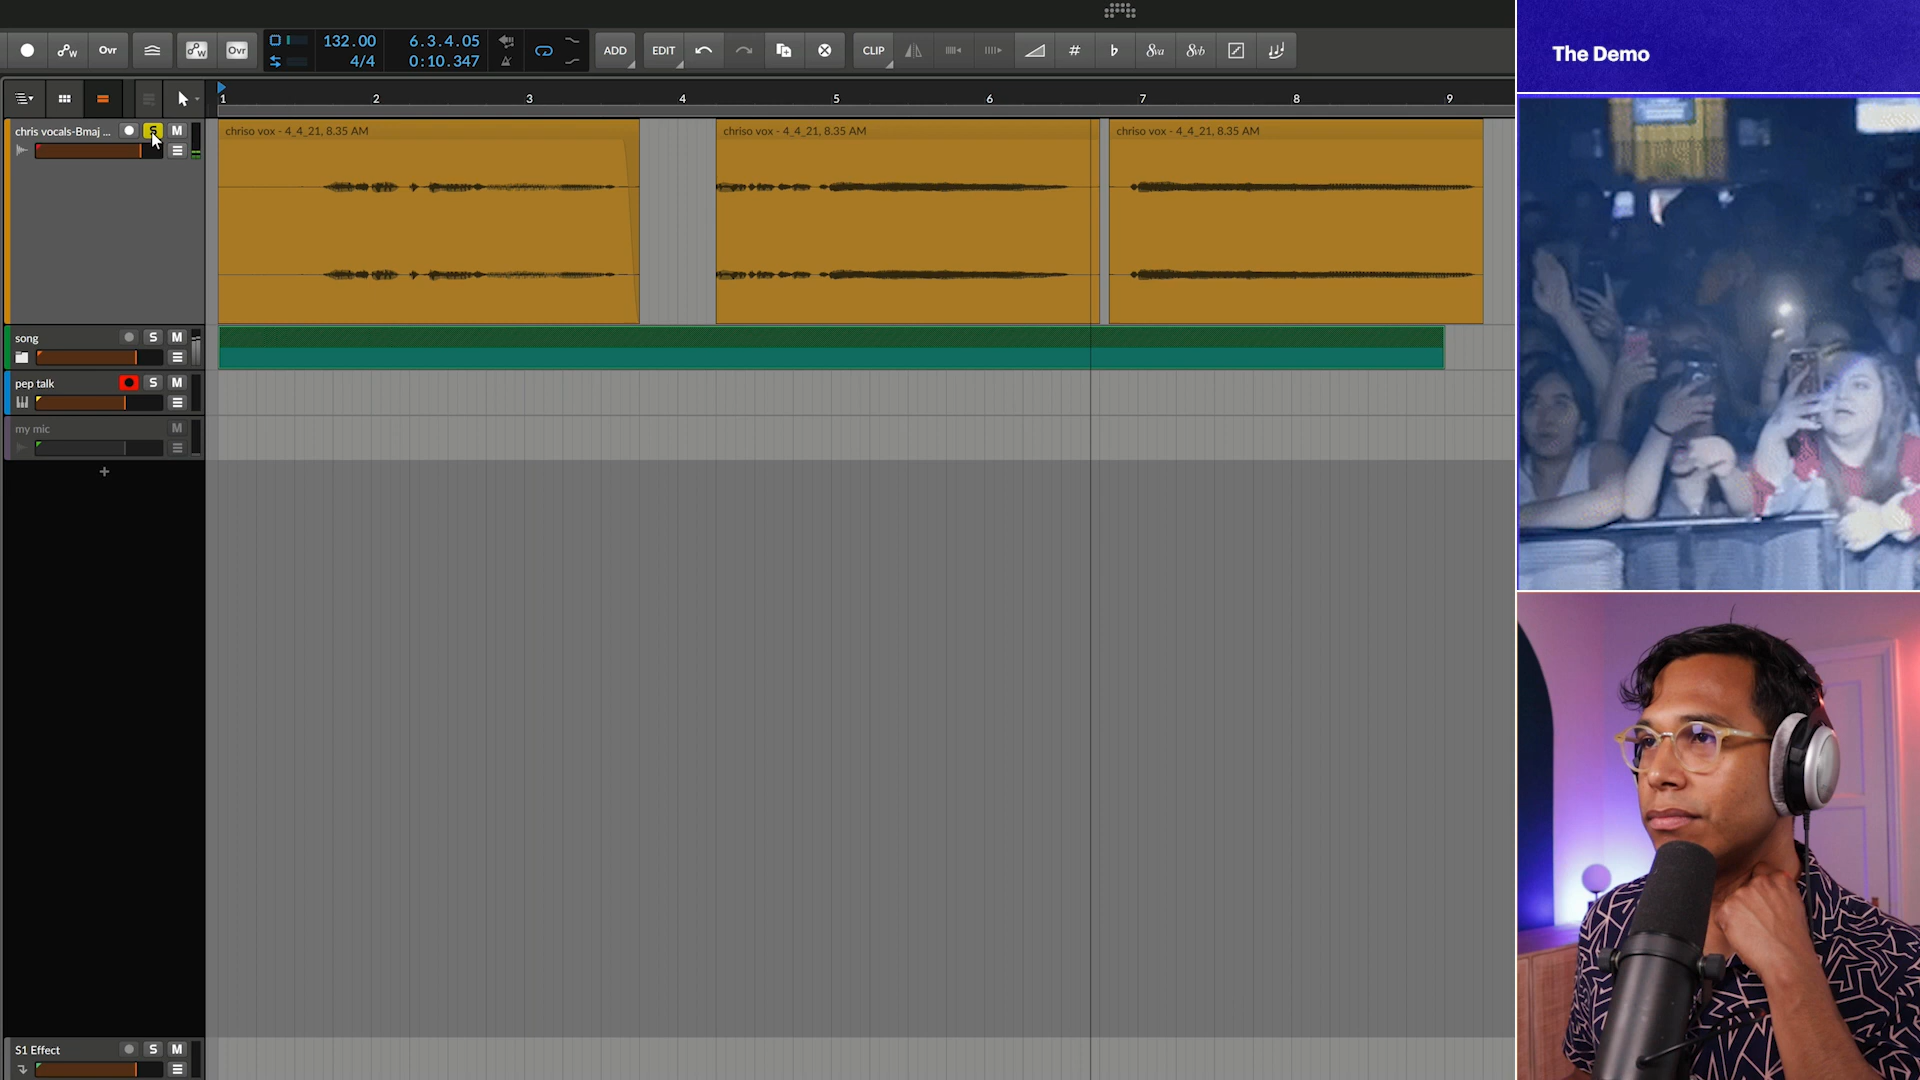 The Demo
Ovr Ovr 132.00 6.3.4.05 ADD EDIT CLIP # ♭ 8va 8vb
4/4 0:10.347
1 2 3 4 5 6 7 8 9
chris vocals-Bmaj ... S M chriso vox - 4_4_21, 8.35 AM chriso vox - 4_4_21, 8.35 AM chriso vox - 4_4_21, 8.35 AM
song S M
pep talk S M
my mic M
+
S1 Effect S M